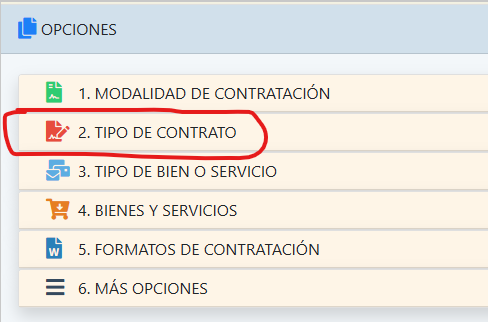 OPCIONES
1. MODALIDAD DE CONTRATACIÓN
2. TIPO DE CONTRATO
3. TIPO DE BIEN O SERVICIO
4. BIENES Y SERVICIOS
5. FORMATOS DE CONTRATACIÓN
6. MÁS OPCIONES